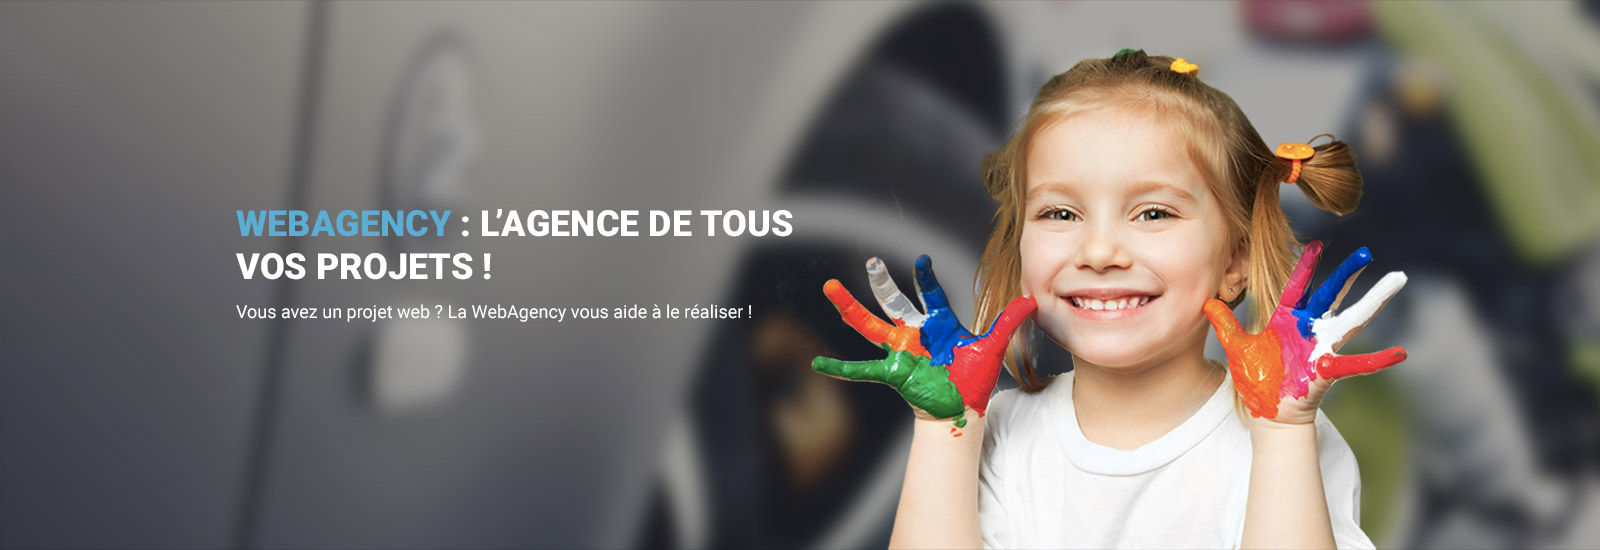 WEBAGENCY : L’AGENCE DE TOUS
VOS PROJETS !
Vous avez un projet web ? La WebAgency vous aide à le réaliser !